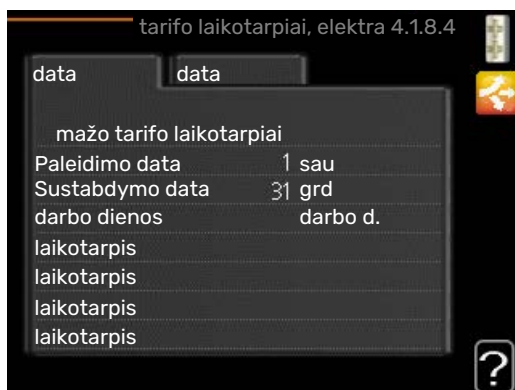 tarifo laikotarpiai, elektra 4.1.8.4
data data
mažo tarifo laikotarpiai
Paleidimo data 1 sau
Sustabdymo data 31 grd
darbo dienos darbo d.
laikotarpis
laikotarpis
laikotarpis
laikotarpis
?